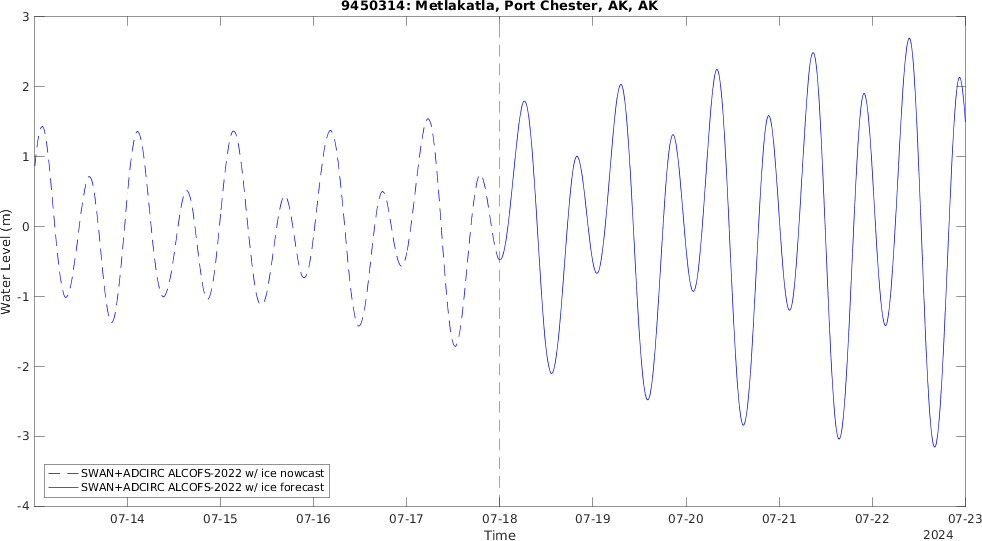 9450314: Metlakatla, Port Chester, AK, AK
3
2
1
0
-1
-2
-3
-4
Water Level (m)
SWAN+ADCIRC ALCOFS-2022 w/ ice nowcast
SWAN+ADCIRC ALCOFS-2022 w/ ice forecast
07-14 07-15 07-16 07-17 07-18 07-19 07-20 07-21 07-22 07-23
Time
2024